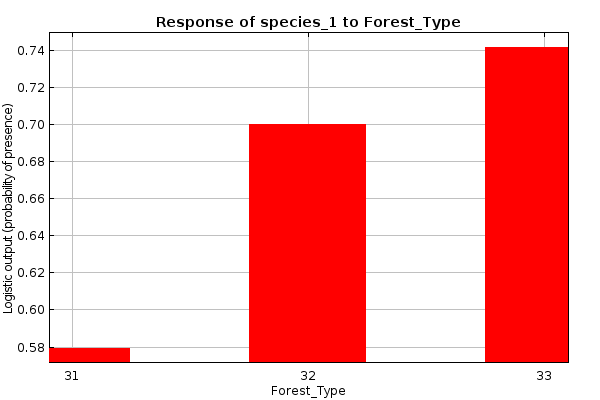 Response of species_1 to Forest_Type
Logistic output (probability of presence)
0.74
0.72
0.70
0.68
0.66
0.64
0.62
0.60
0.58
31 32 33
Forest_Type